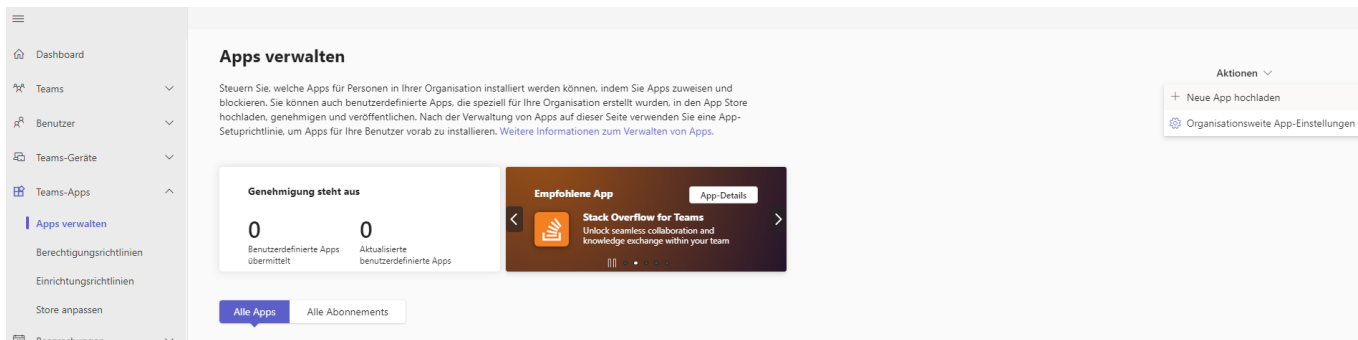 Dashboard
Teams
Benutzer
Teams-Geräte
Teams-Apps
Apps verwalten
Berechtigungsrichtlinien
Einrichtungsrichtlinien
Store anpassen
Apps verwalten
Steuern Sie, welche Apps für Personen in Ihrer Organisation installiert werden können, indem Sie Apps zuweisen und
blockieren. Sie können auch benutzerdefinierte Apps, die speziell für Ihre Organisation erstellt wurden, in den App Store
hochladen, genehmigen und veröffentlichen. Nach der Verwaltung von Apps auf dieser Seite verwenden Sie eine App-
Setuprichtlinie, um Apps für Ihre Benutzer vorab zu installieren. Weitere Informationen zum Verwalten von Apps.
Aktionen
Neue App hochladen
Organisationsweite App-Einstellungen
Genehmigung steht aus
0
Benutzerdefinierte Apps
übermittelt
0
Aktualisierte
benutzerdefinierte Apps
Empfohlene App
App-Details
Stack Overflow for Teams
Unlock seamless collaboration and
knowledge exchange within your team
Alle Apps
Alle Abonnements